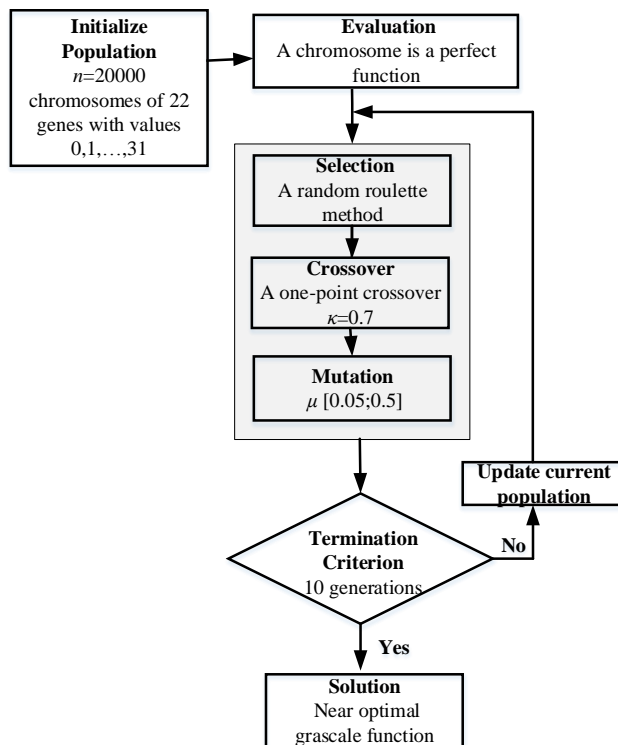 Initialize
Population
n=20000
chromosomes of 22
genes with values
0,1,…,31
Evaluation
A chromosome is a perfect
function
Selection
A random roulette
method
Crossover
A one-point crossover
κ=0.7
Mutation
μ [0.05;0.5]
Update current
population
Termination
Criterion
10 generations
No
Yes
Solution
Near optimal
grascale function